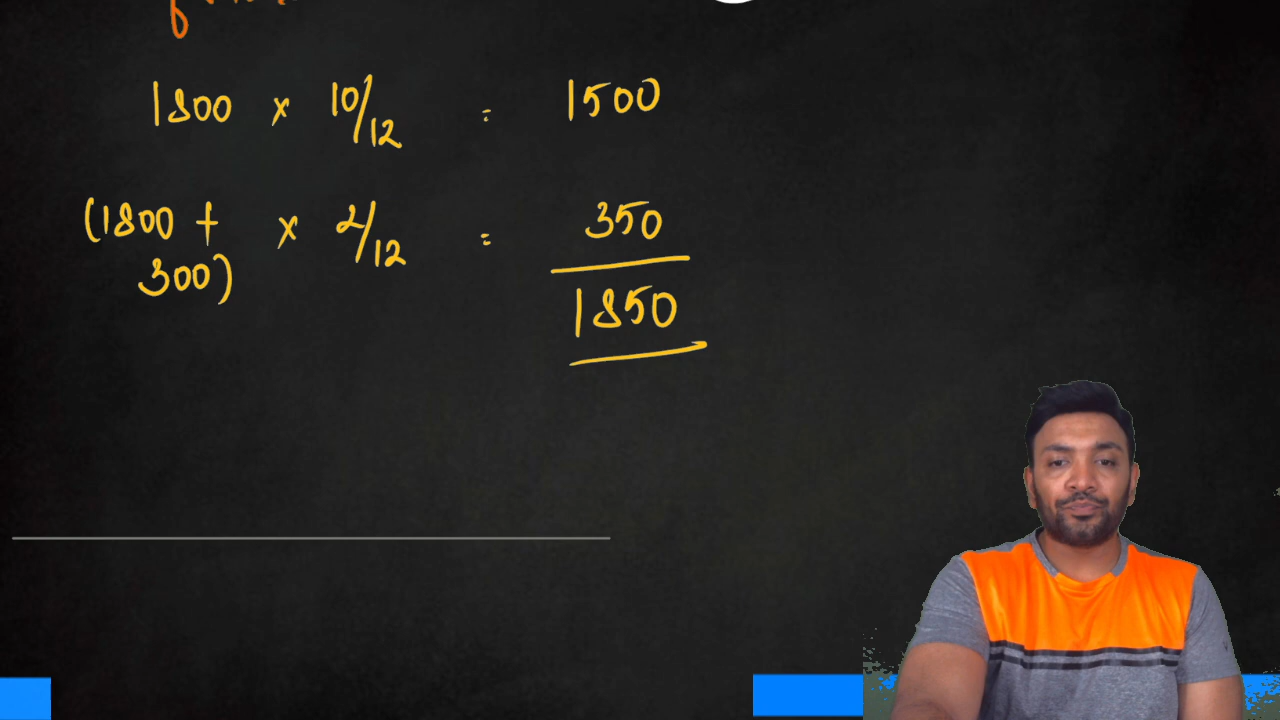 1800 × 10/12 = 1500
(1800 + 300) × 2/12 = 350
1850